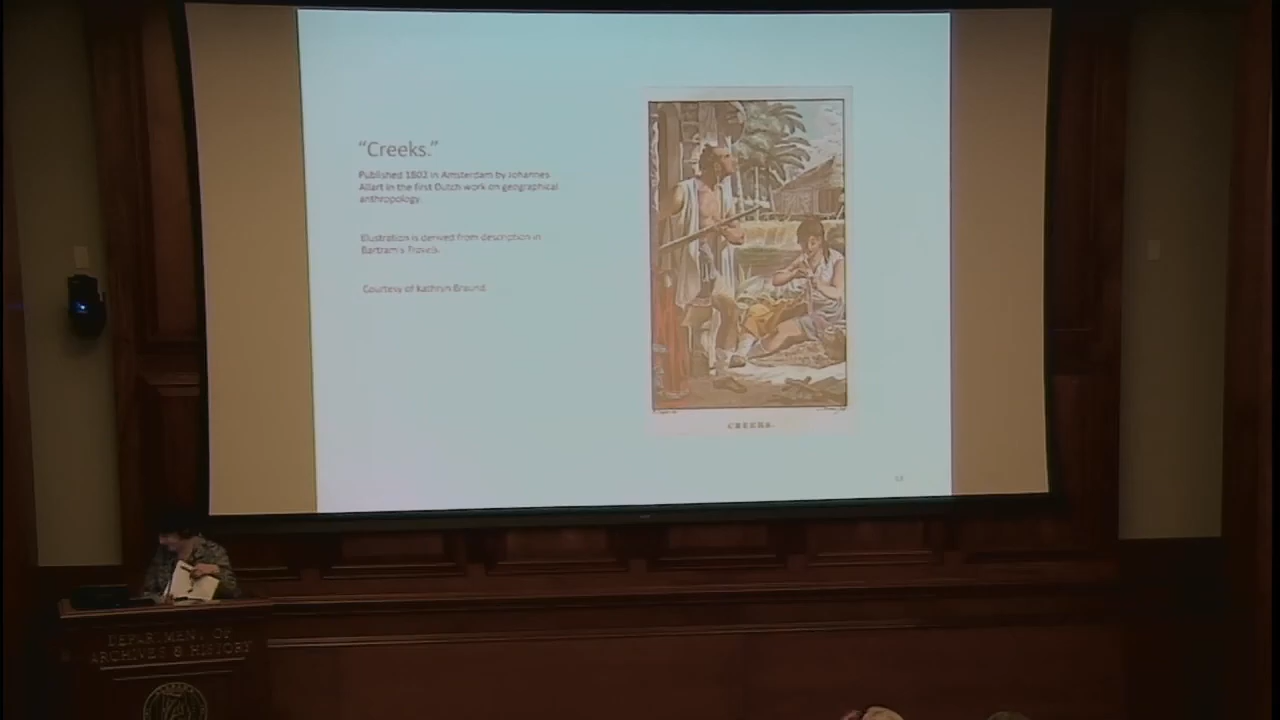 “Creeks.”
Published 1802 in Amsterdam by Johannes
Allart in the first Dutch work on geographical
anthropology.
Illustration is derived from description in
Bartram's Travels.
Courtesy of Kathryn Braund
CREEKS.
DEPARTMENT OF
ARCHIVES & HISTORY
ALABAMA